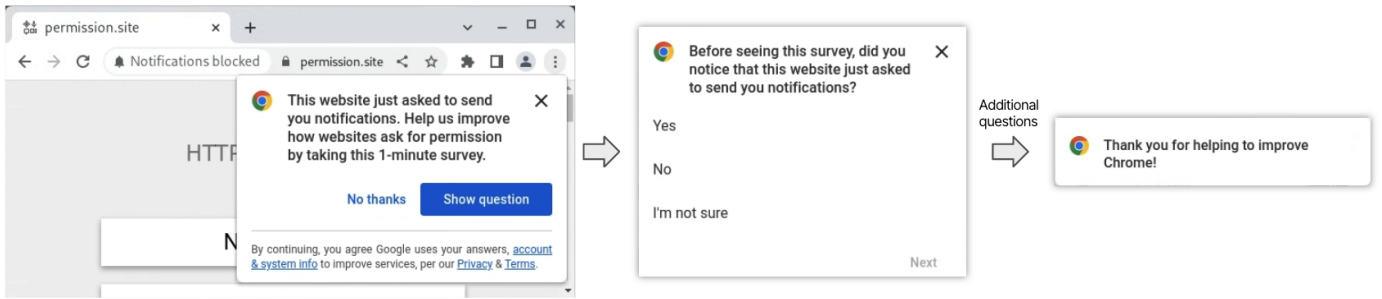 permission.site
Notifications blocked
permission.site
This website just asked to send
you notifications. Help us improve
how websites ask for permission
by taking this 1-minute survey.
No thanks
Show question
By continuing, you agree Google uses your answers, account
& system info to improve services, per our Privacy & Terms.
HTTP
N
Before seeing this survey, did you
notice that this website just asked
to send you notifications?
Yes
No
I'm not sure
Next
Additional
questions
Thank you for helping to improve
Chrome!